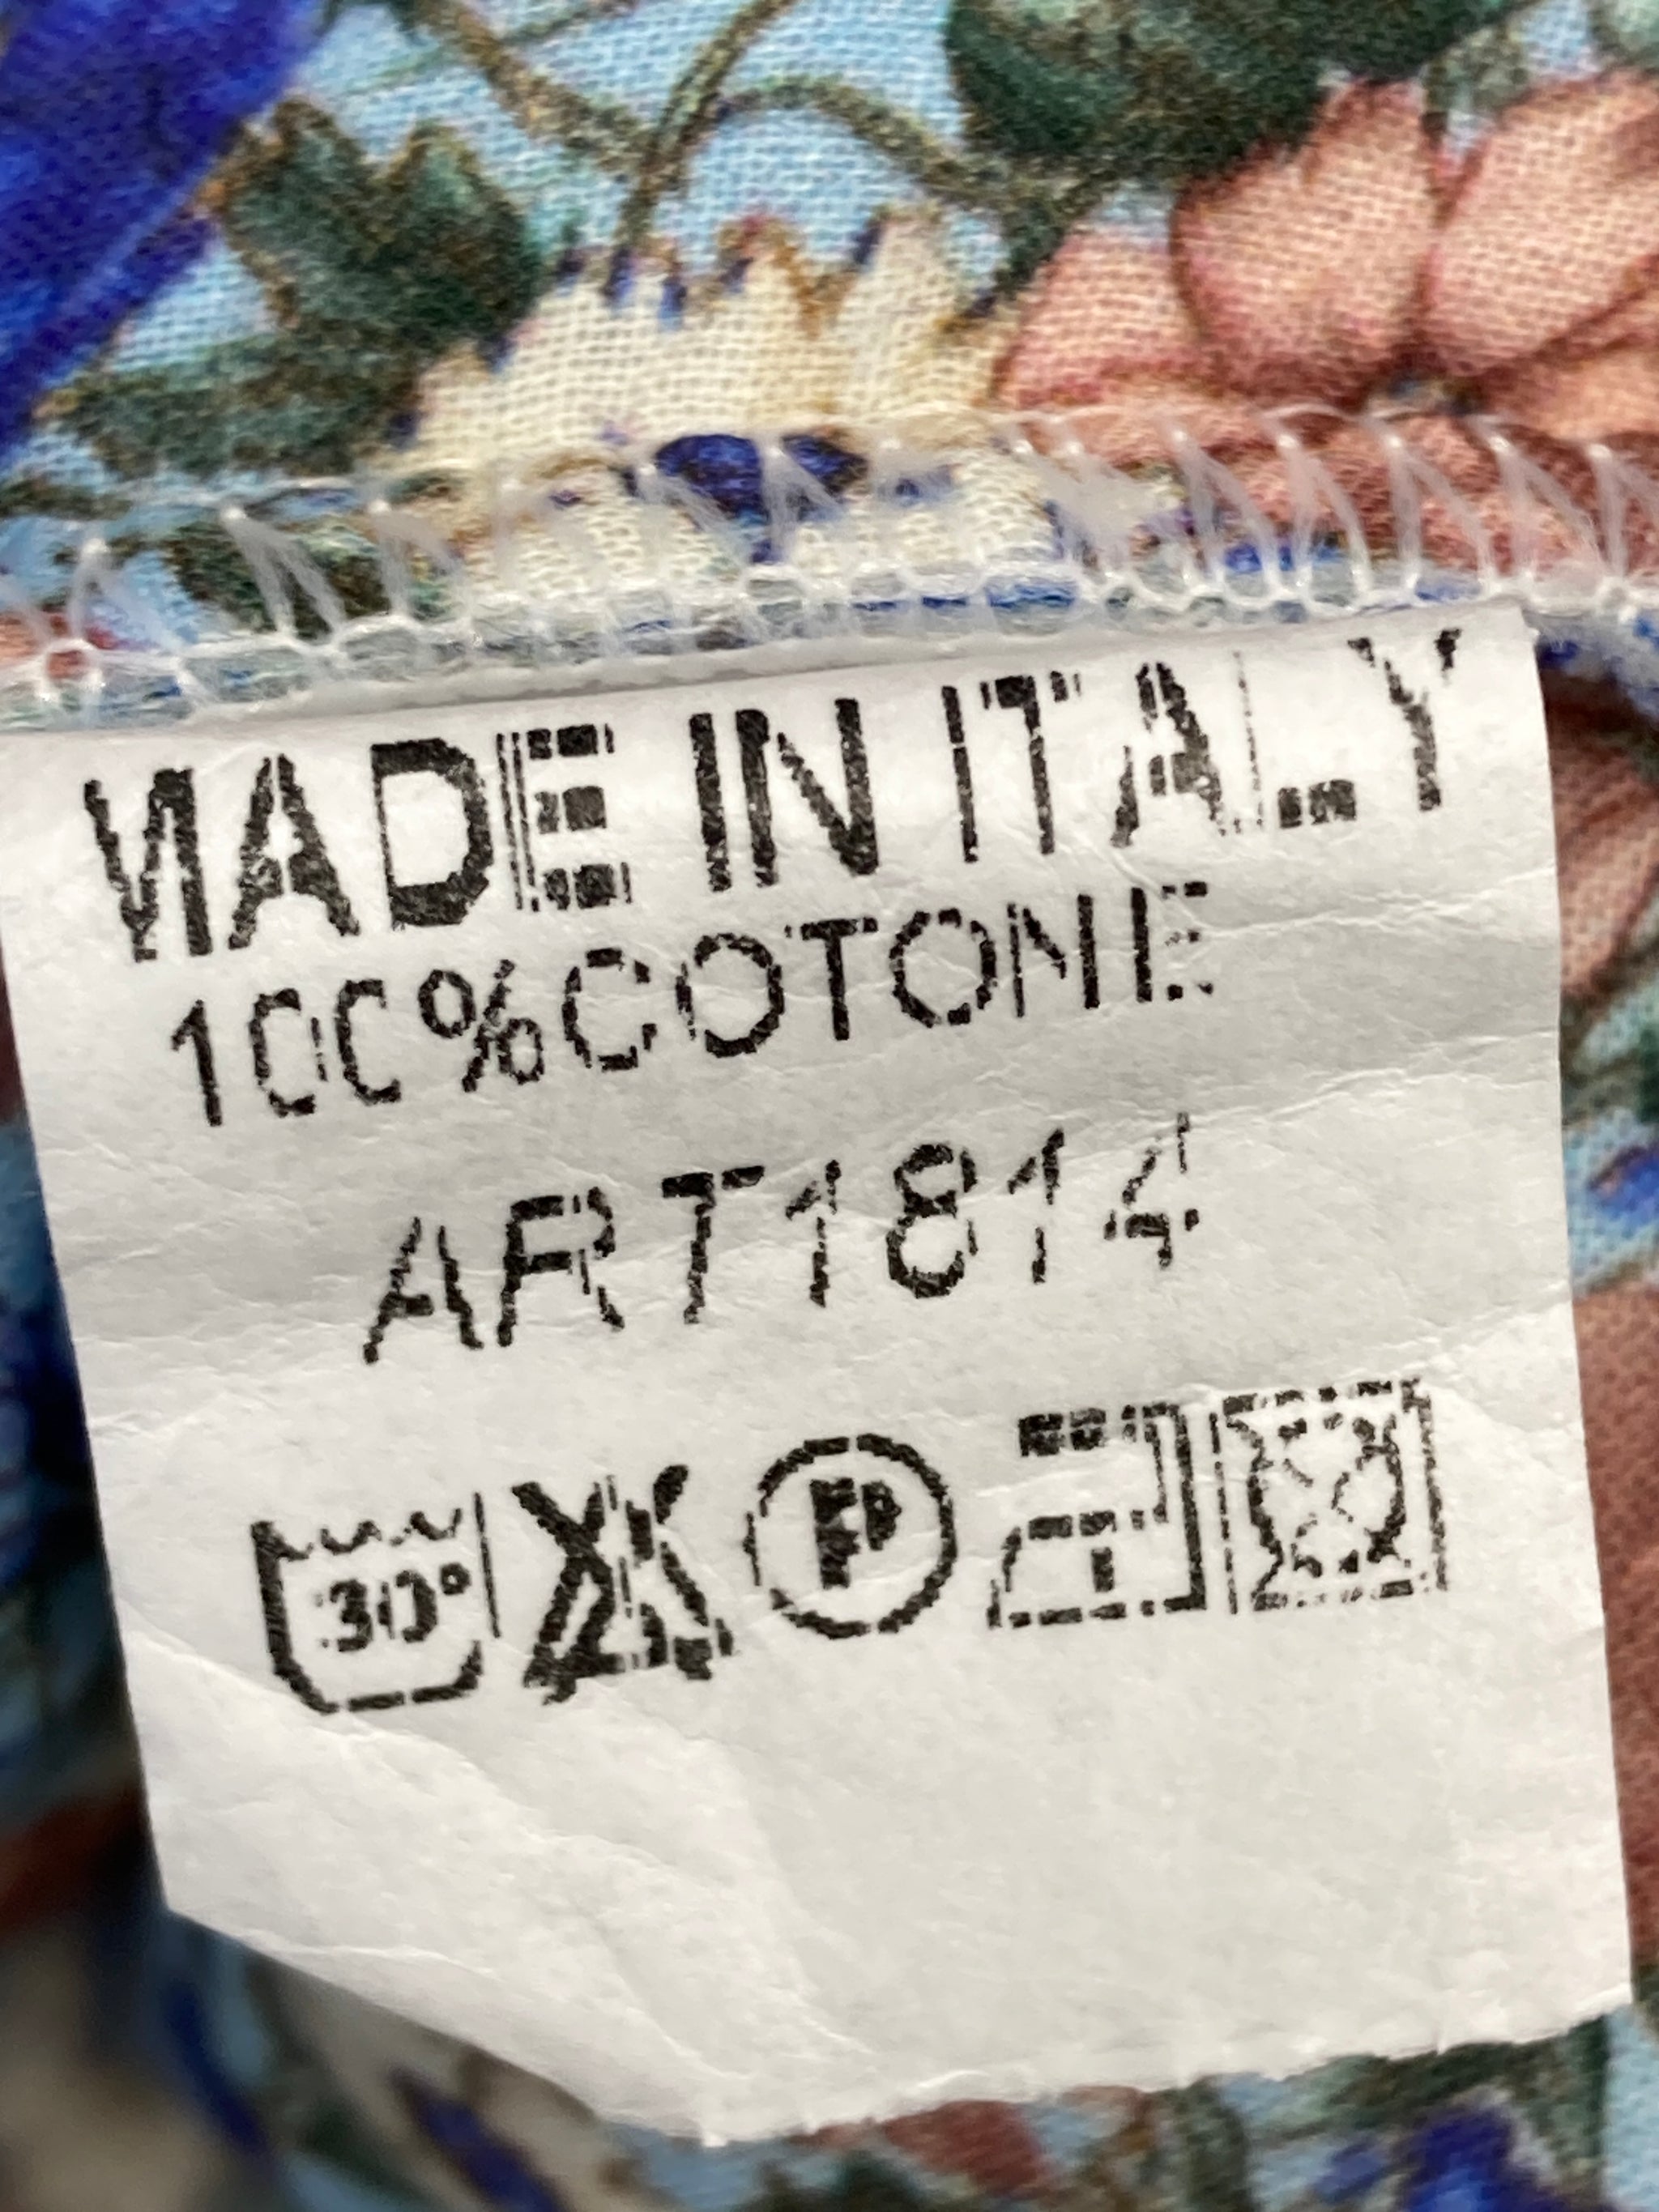 MADE IN ITALY
100%COTONE
ART1814
30° P